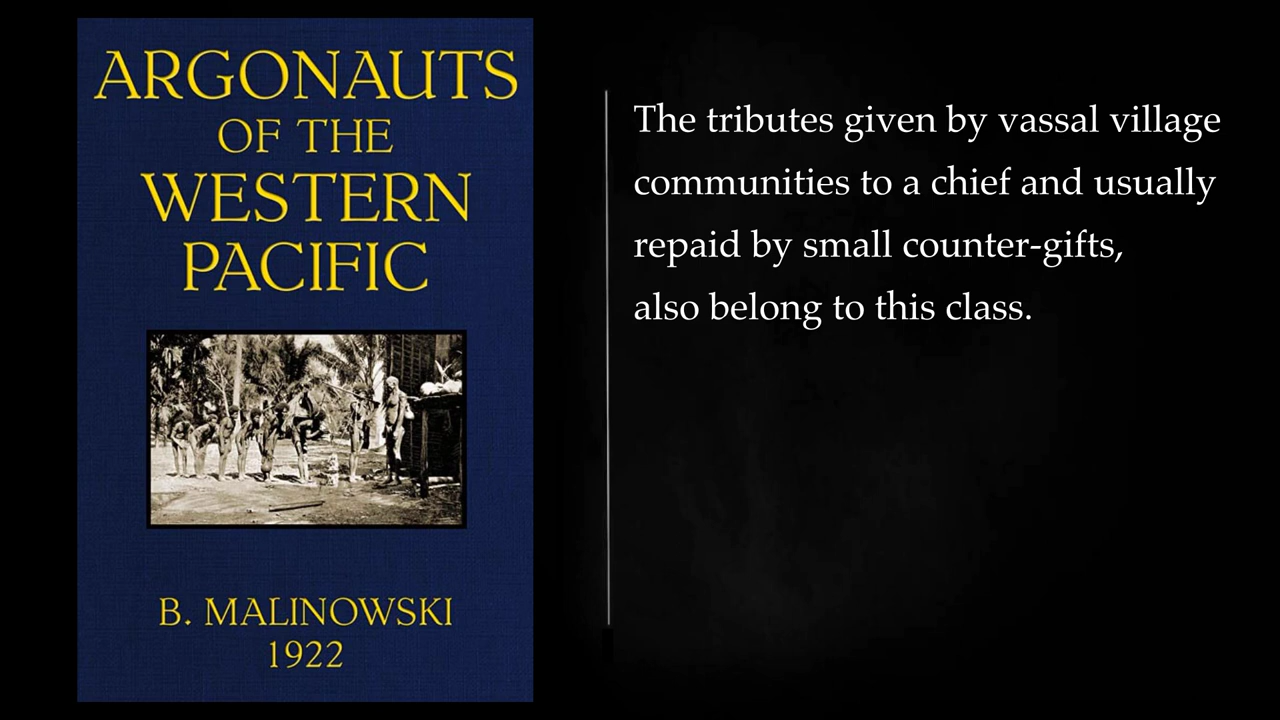 ARGONAUTS
OF THE
WESTERN
PACIFIC
B. MALINOWSKI
1922
The tributes given by vassal village
communities to a chief and usually
repaid by small counter-gifts,
also belong to this class.